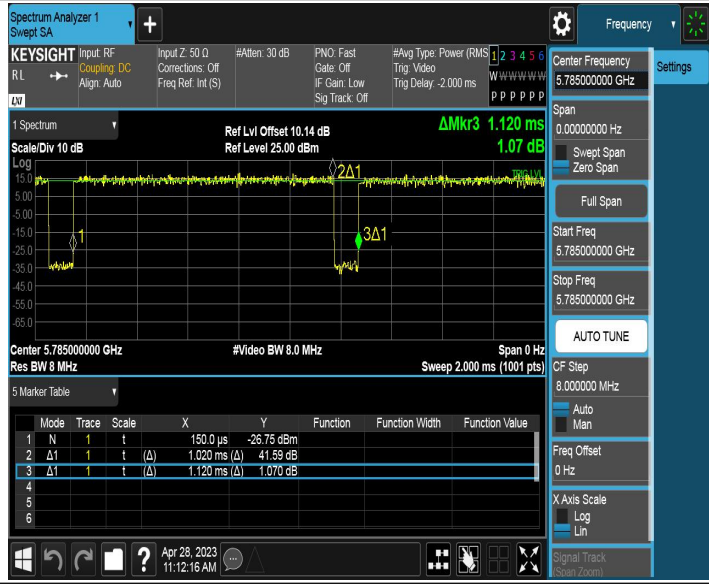 Spectrum Analyzer 1
Swept SA
Frequency
KEYSIGHT
RL
LXI
Input: RF
Coupling: DC
Align: Auto
Input Z: 50 Ω
Corrections: Off
Freq Ref: Int (S)
#Atten: 30 dB
PNO: Fast
Gate: Off
IF Gain: Low
Sig Track: Off
#Avg Type: Power (RMS
Trig: Video
Trig Delay: -2.000 ms
1 2 3 4 5 6
W W W W W W
P P P P P P
1 Spectrum
Scale/Div 10 dB
Ref Lvl Offset 10.14 dB
Ref Level 25.00 dBm
ΔMkr3 1.120 ms
1.07 dB
Log
15.0
5.00
-5.00
-15.0
-25.0
-35.0
-45.0
-55.0
-65.0
2Δ1
TRIG LVL
1
3Δ1
Center 5.785000000 GHz
Res BW 8 MHz
#Video BW 8.0 MHz
Span 0 Hz
Sweep 2.000 ms (1001 pts)
5 Marker Table
Mode Trace Scale X Y Function Function Width Function Value
1 N 1 t 150.0 µs -26.75 dBm
2 Δ1 1 t (Δ) 1.020 ms (Δ) 41.59 dB
3 Δ1 1 t (Δ) 1.120 ms (Δ) 1.070 dB
4
5
6
?
Apr 28, 2023
11:12:16 AM
Center Frequency
5.785000000 GHz
Span
0.00000000 Hz
Swept Span
Zero Span
Full Span
Start Freq
5.785000000 GHz
Stop Freq
5.785000000 GHz
AUTO TUNE
CF Step
8.000000 MHz
Auto
Man
Freq Offset
0 Hz
X Axis Scale
Log
Lin
Signal Track
(Span Zoom)
Settings